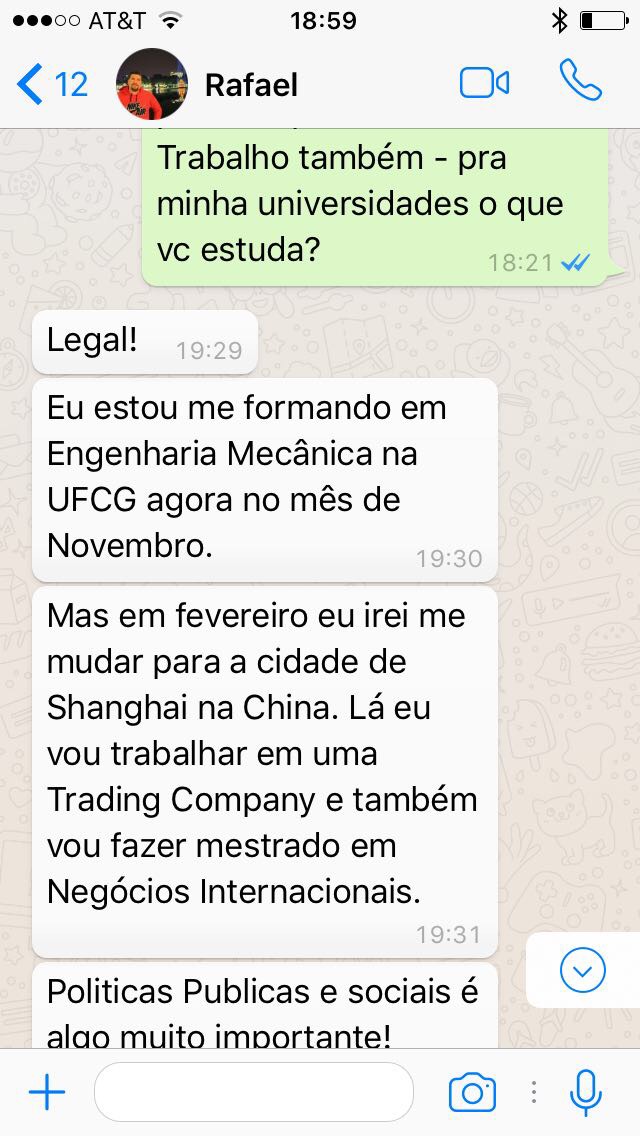 AT&T 18:59
12 Rafael
Trabalho também - pra
minha universidades o que
vc estuda?
18:21
Legal!
19:29
Eu estou me formando em
Engenharia Mecânica na
UFCG agora no mês de
Novembro.
19:30
Mas em fevereiro eu irei me
mudar para a cidade de
Shanghai na China. Lá eu
vou trabalhar em uma
Trading Company e também
vou fazer mestrado em
Negócios Internacionais.
19:31
Politicas Publicas e sociais é
algo muito importante!